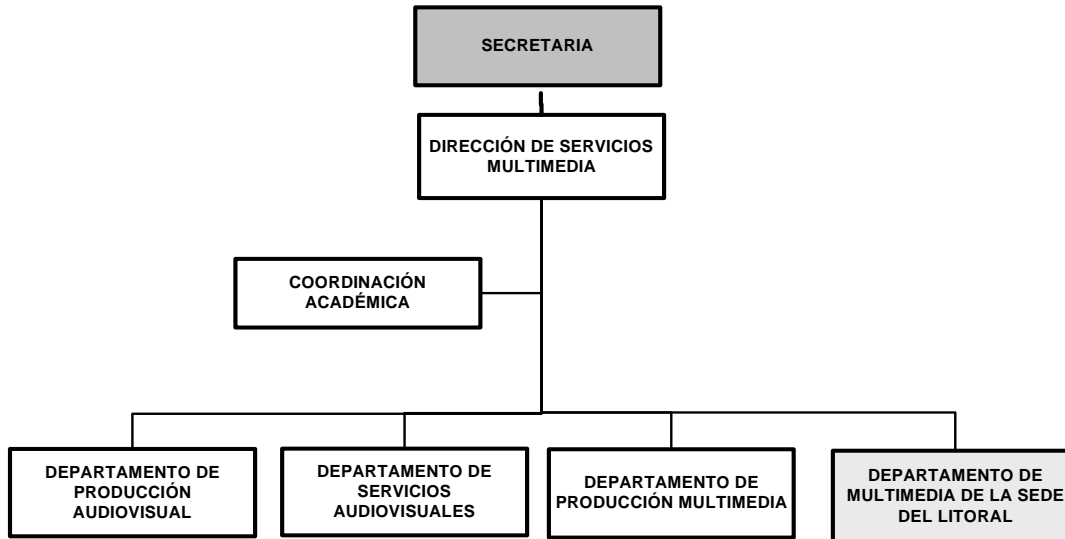 SECRETARIA
DIRECCIÓN DE SERVICIOS
MULTIMEDIA
COORDINACIÓN
ACADÉMICA
DEPARTAMENTO DE
PRODUCCIÓN
AUDIOVISUAL
DEPARTAMENTO DE
SERVICIOS
AUDIOVISUALES
DEPARTAMENTO DE
PRODUCCIÓN MULTIMEDIA
DEPARTAMENTO DE
MULTIMEDIA DE LA SEDE
DEL LITORAL